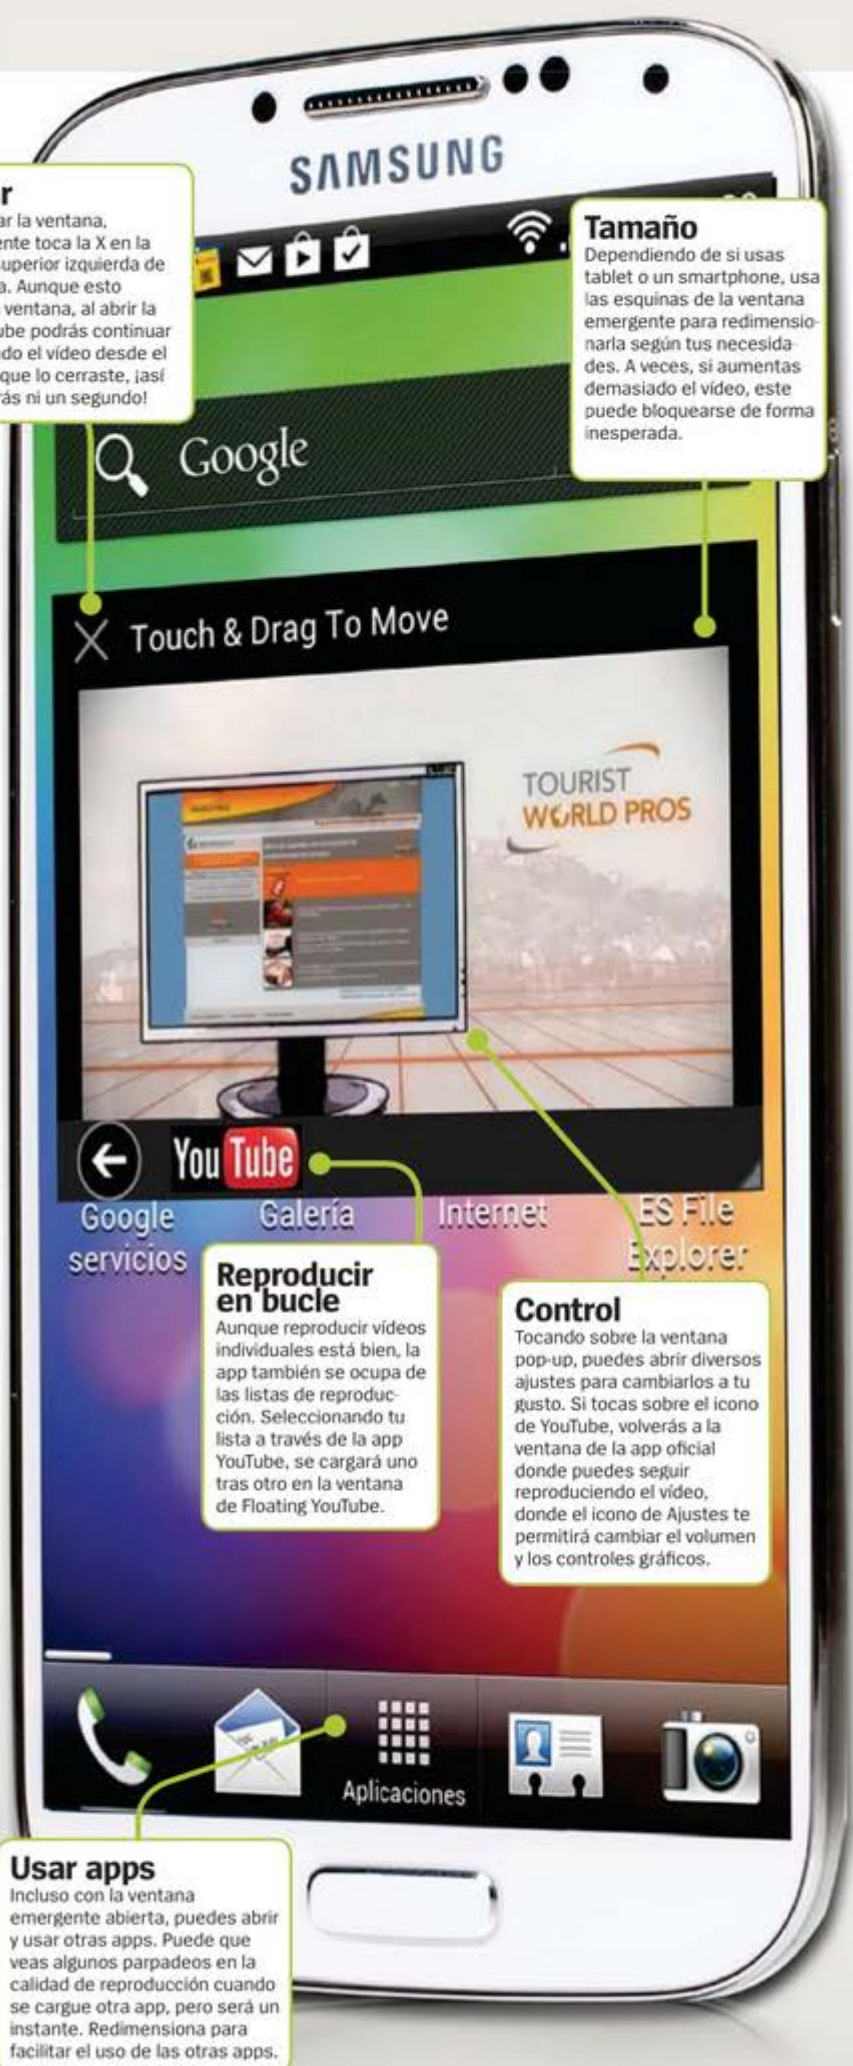 SAMSUNG
r
ar la ventana,
ente toca la X en la
superior izquierda de
a. Aunque esto
ventana, al abrir la
ube podrás continuar
do el vídeo desde el
que lo cerraste, ¡así
rás ni un segundo!
Tamaño
Dependiendo de si usas
tablet o un smartphone, usa
las esquinas de la ventana
emergente para redimensio-
narla según tus necesida-
des. A veces, si aumentas
demasiado el vídeo, este
puede bloquearse de forma
inesperada.
Google
Touch & Drag To Move
TOURIST
WORLD PROS
YouTube
Google servicios
Galería
Internet
ES File Explorer
Reproducir
en bucle
Aunque reproducir vídeos
individuales está bien, la
app también se ocupa de
las listas de reproduc-
ción. Seleccionando tu
lista a través de la app
YouTube, se cargará uno
tras otro en la ventana
de Floating YouTube.
Control
Tocando sobre la ventana
pop-up, puedes abrir diversos
ajustes para cambiarlos a tu
gusto. Si tocas sobre el icono
de YouTube, volverás a la
ventana de la app oficial
donde puedes seguir
reproduciendo el vídeo,
donde el icono de Ajustes te
permitirá cambiar el volumen
y los controles gráficos.
Aplicaciones
Usar apps
Incluso con la ventana
emergente abierta, puedes abrir
y usar otras apps. Puede que
veas algunos parpadeos en la
calidad de reproducción cuando
se cargue otra app, pero será un
instante. Redimensiona para
facilitar el uso de las otras apps.